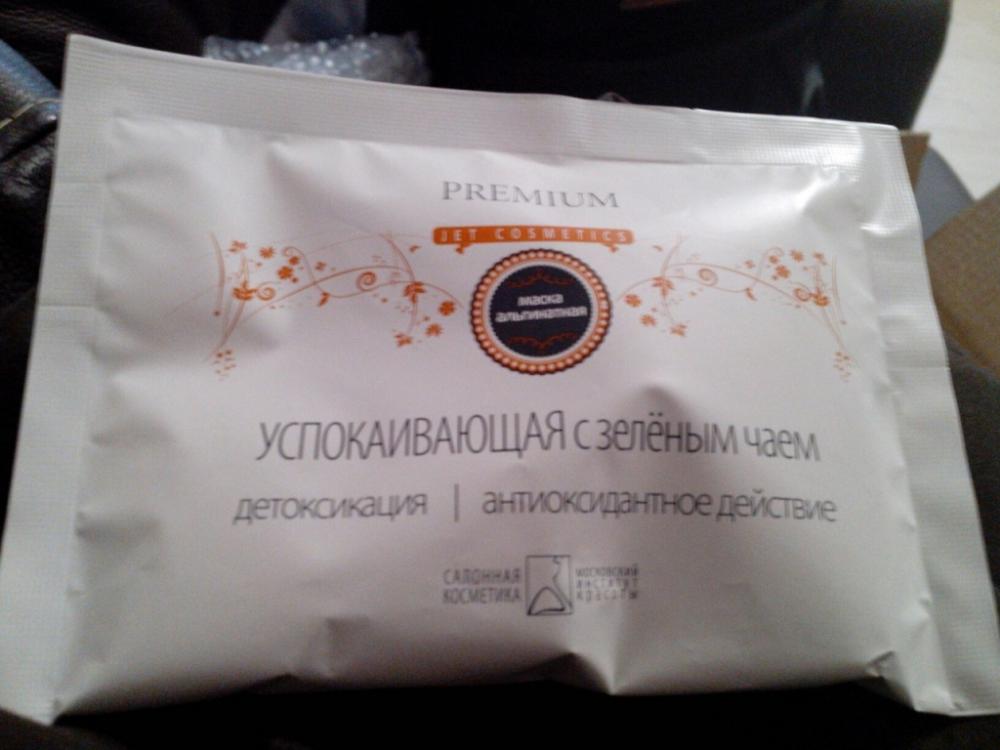 PREMIUM
JET COSMETICS
маска
альгинатная
УСПОКАИВАЮЩАЯ с зелёным чаем
детоксикация | антиоксидантное действие
САЛОННАЯ
КОСМЕТИКА
МОСКОВСКИЙ
ИНСТИТУТ
красоты